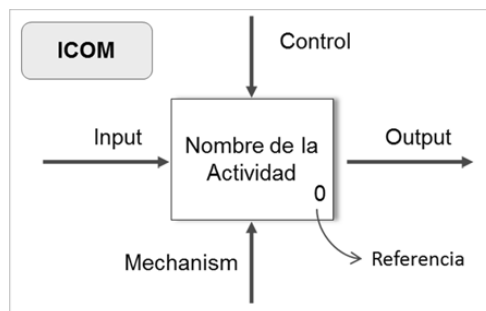 ICOM
Control
Input
Nombre de la
Actividad
Output
0
Mechanism
Referencia